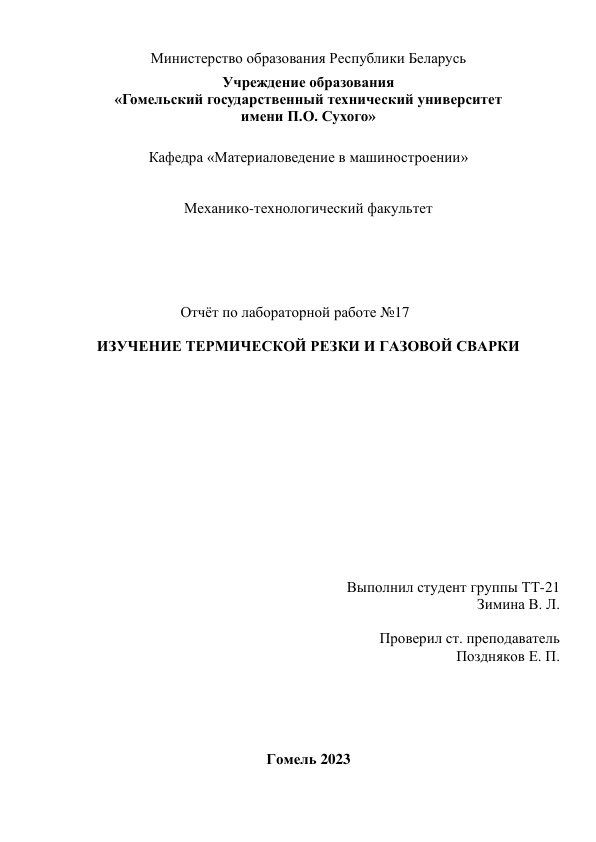 Министерство образования Республики Беларусь
Учреждение образования
«Гомельский государственный технический университет
имени П.О. Сухого»
Кафедра «Материаловедение в машиностроении»
Механико-технологический факультет
Отчёт по лабораторной работе №17
ИЗУЧЕНИЕ ТЕРМИЧЕСКОЙ РЕЗКИ И ГАЗОВОЙ СВАРКИ
Выполнил студент группы ТТ-21
Зимина В. Л.
Проверил ст. преподаватель
Поздняков Е. П.
Гомель 2023